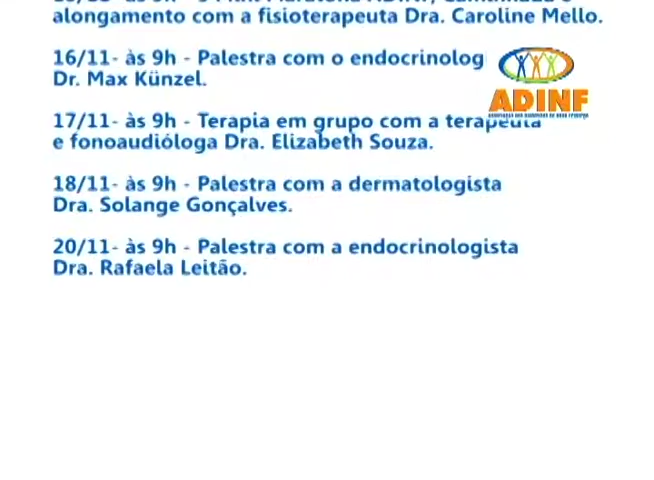 alongamento com a fisioterapeuta Dra. Caroline Mello.
16/11- às 9h - Palestra com o endocrinolog
Dr. Max Künzel.
ADINF
17/11- às 9h - Terapia em grupo com a terapeuta
e fonoaudióloga Dra. Elizabeth Souza.
18/11- às 9h - Palestra com a dermatologista
Dra. Solange Gonçalves.
20/11- às 9h - Palestra com a endocrinologista
Dra. Rafaela Leitão.